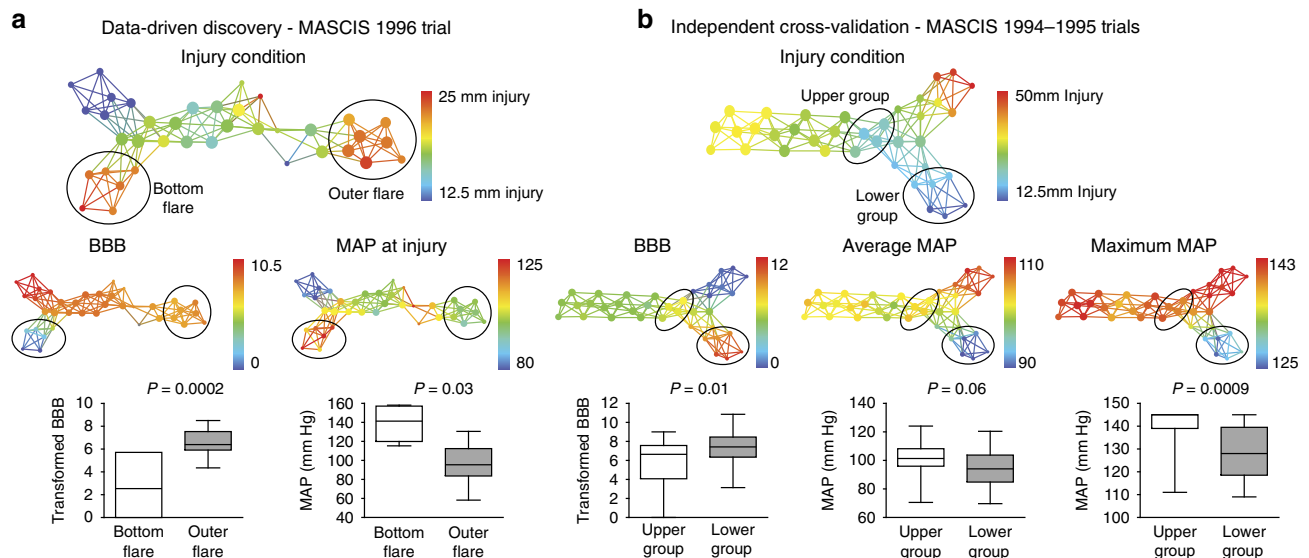 a
Data-driven discovery - MASCIS 1996 trial
Injury condition
25 mm injury
12.5 mm injury
Bottom
flare
Outer flare
BBB
10.5
0
MAP at injury
125
80
P = 0.0002
Transformed BBB
10
8
6
4
2
0
Bottom
flare
Outer
flare
P = 0.03
MAP (mm Hg)
160
140
120
100
80
60
40
Bottom
flare
Outer
flare
b
Independent cross-validation - MASCIS 1994–1995 trials
Injury condition
Upper group
50mm Injury
12.5mm Injury
Lower
group
BBB
12
0
Average MAP
110
90
Maximum MAP
143
125
P = 0.01
Transformed BBB
12
10
8
6
4
2
0
Upper
group
Lower
group
P = 0.06
MAP (mm Hg)
140
120
100
80
60
Upper
group
Lower
group
P = 0.0009
MAP (mm Hg)
150
140
130
120
110
100
Upper
group
Lower
group